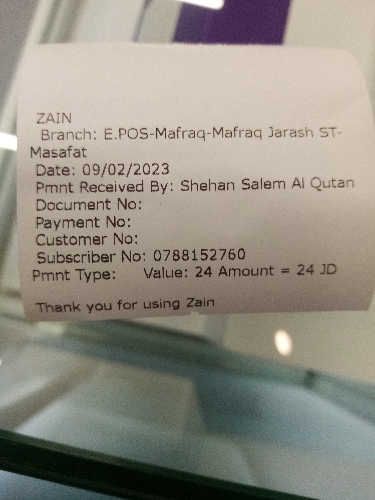 ZAIN
Branch: E.POS-Mafraq-Mafraq Jarash ST-
Masafat
Date: 09/02/2023
Pmnt Received By: Shehan Salem Al Qutan
Document No:
Payment No:
Customer No:
Subscriber No: 0788152760
Pmnt Type: Value: 24 Amount = 24 JD
Thank you for using Zain